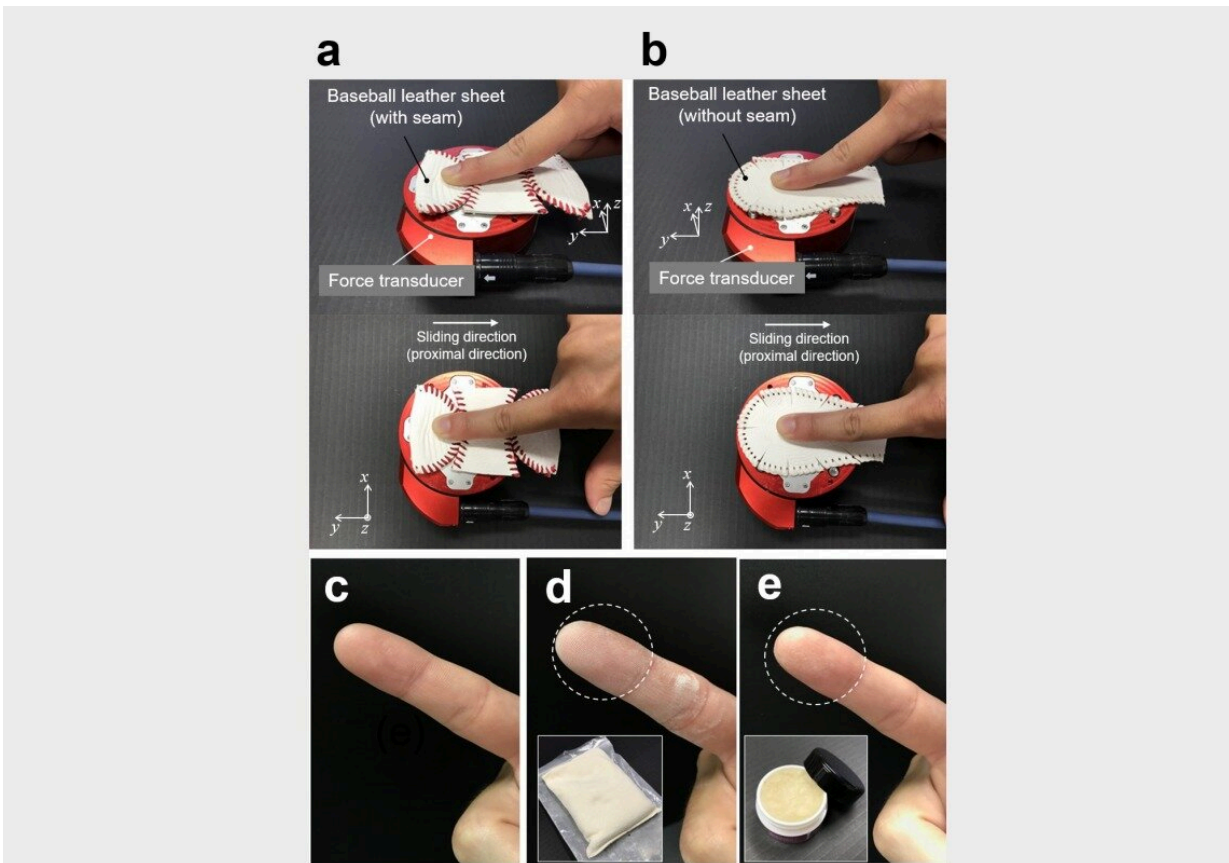 a
b
Baseball leather sheet
(with seam)
x
z
y
Force transducer
Baseball leather sheet
(without seam)
x
z
y
Force transducer
Sliding direction
(proximal direction)
x
y
z
Sliding direction
(proximal direction)
x
y
z
c
d
e
(e)